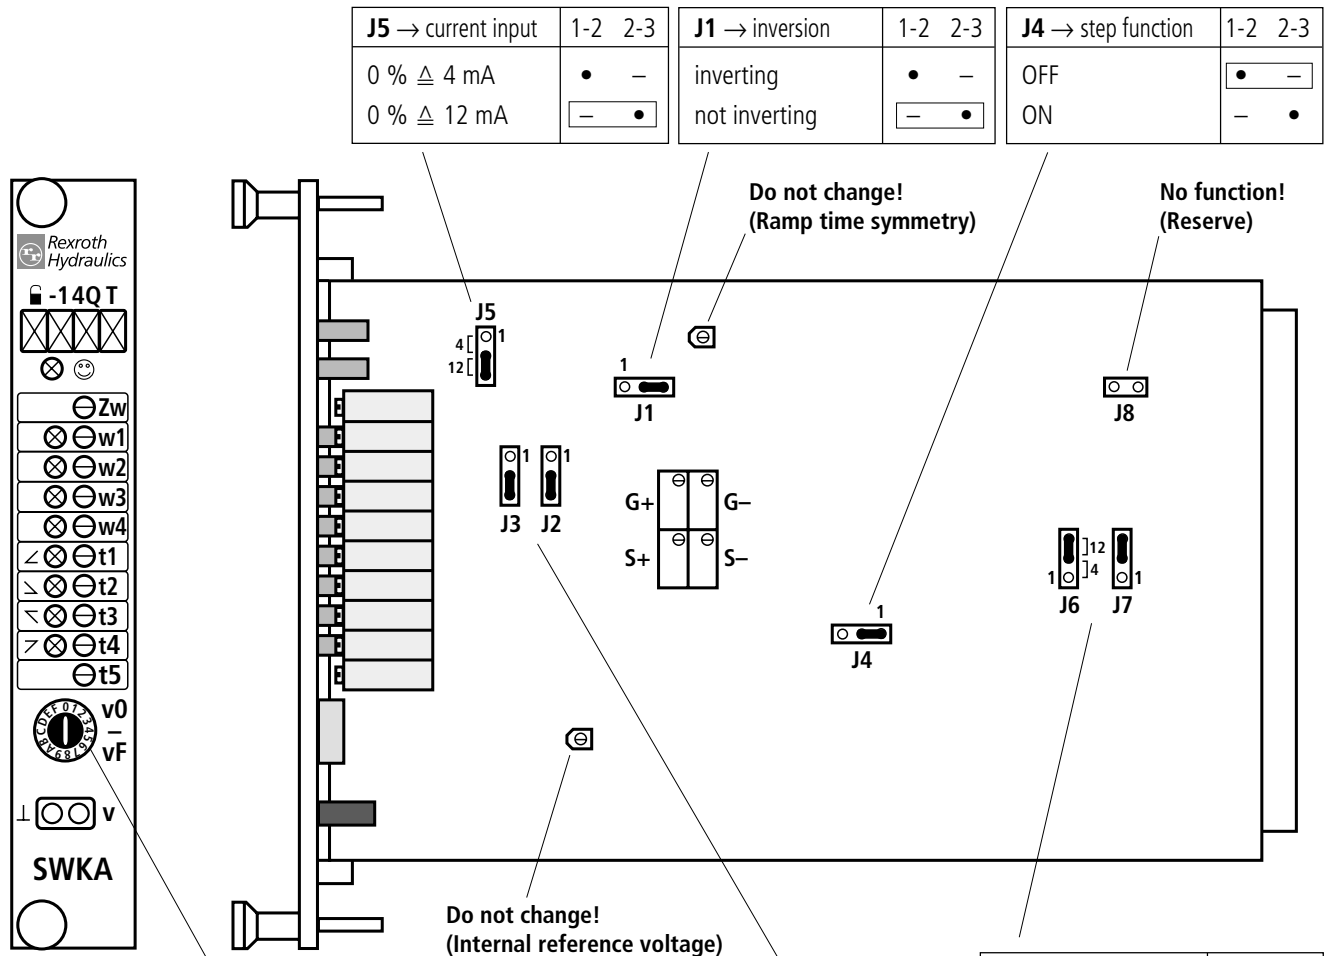 J5 → current input 1-2 2-3
0 % ≙ 4 mA • –
0 % ≙ 12 mA – •
J1 → inversion 1-2 2-3
inverting • –
not inverting – •
J4 → step function 1-2 2-3
OFF • –
ON – •
Do not change!
(Ramp time symmetry)
No function!
(Reserve)
Rexroth
Hydraulics
-14QT
Zw
w1
w2
w3
w4
t1
t2
t3
t4
t5
0123456789ABCDEF
v0
–
vF
⊥ v
SWKA
J5
1
4
12
1
J1
J3
1
J2
1
G+ G–
S+ S–
J8
1
J4
12
4
1
J6
1
J7
Do not change!
(Internal reference voltage)